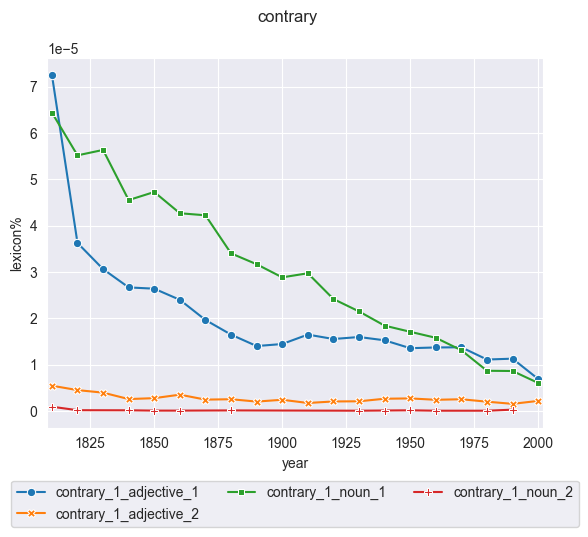 contrary
1e−5
7
6
5
4
3
2
1
0
lexicon%
1825 1850 1875 1900 1925 1950 1975 2000
year
contrary_1_adjective_1 contrary_1_noun_1 contrary_1_noun_2
contrary_1_adjective_2